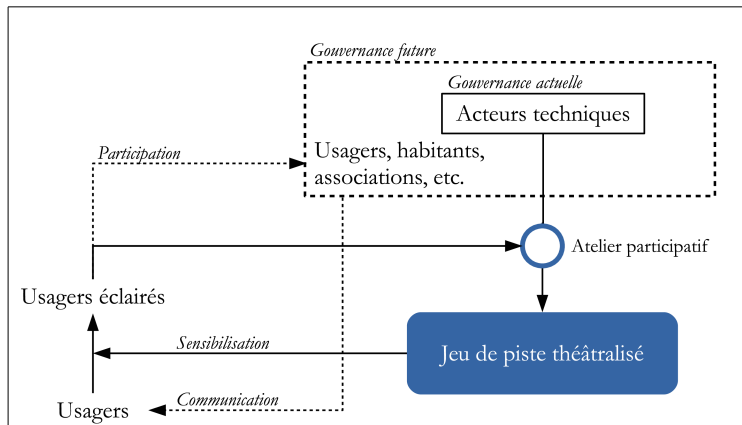 Gouvernance future
Gouvernance actuelle
Acteurs techniques
Participation
Usagers, habitants,
associations, etc.
Atelier participatif
Usagers éclairés
Sensibilisation
Jeu de piste théâtralisé
Usagers
Communication